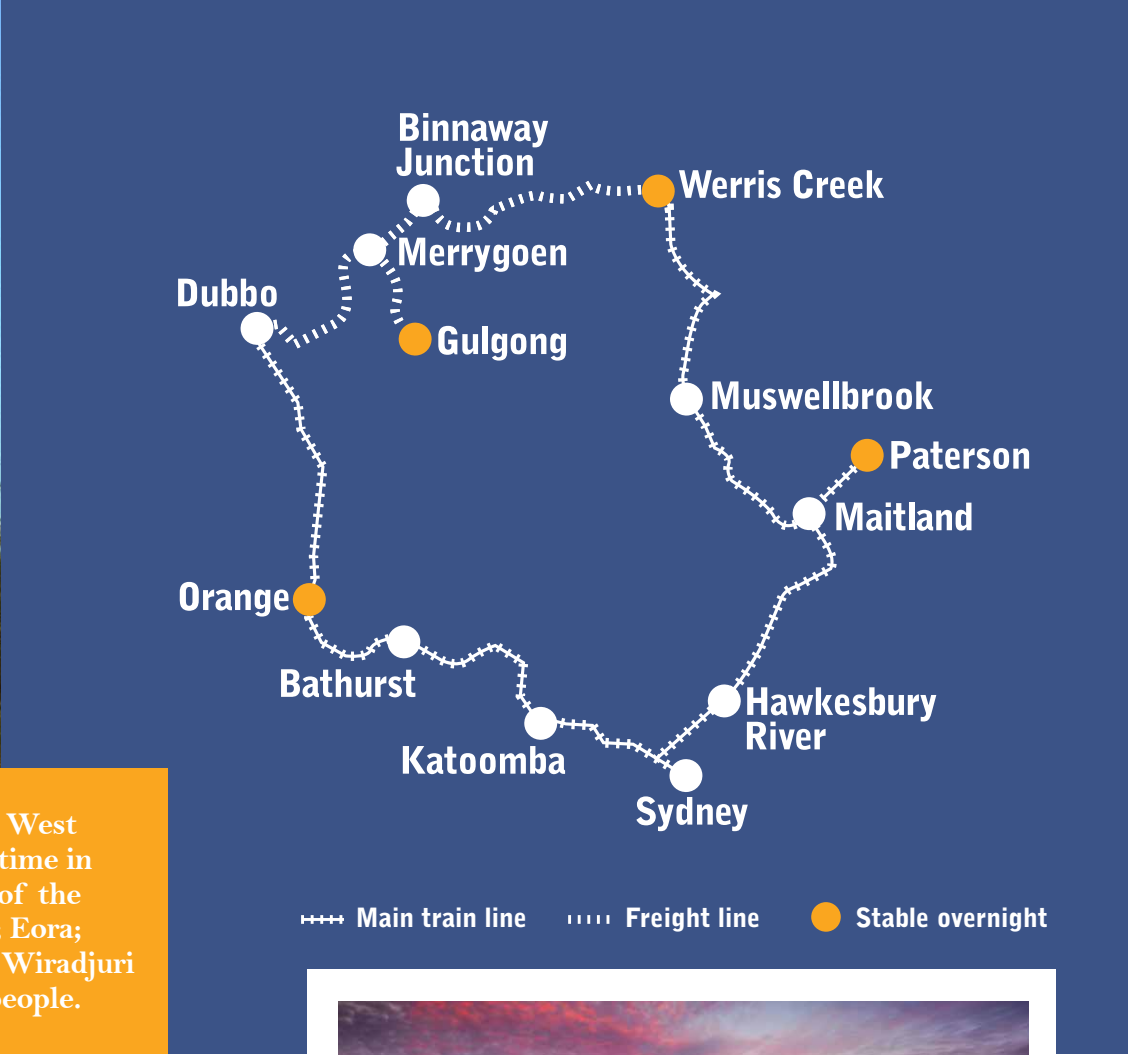 Binnaway
Junction
Werris Creek
Merrygoen
Dubbo
Gulgong
Muswellbrook
Paterson
Maitland
Orange
Bathurst
Hawkesbury
River
Katoomba
Sydney
West
time in
of the
Eora;
Wiradjuri
people.
Main train line
Freight line
Stable overnight